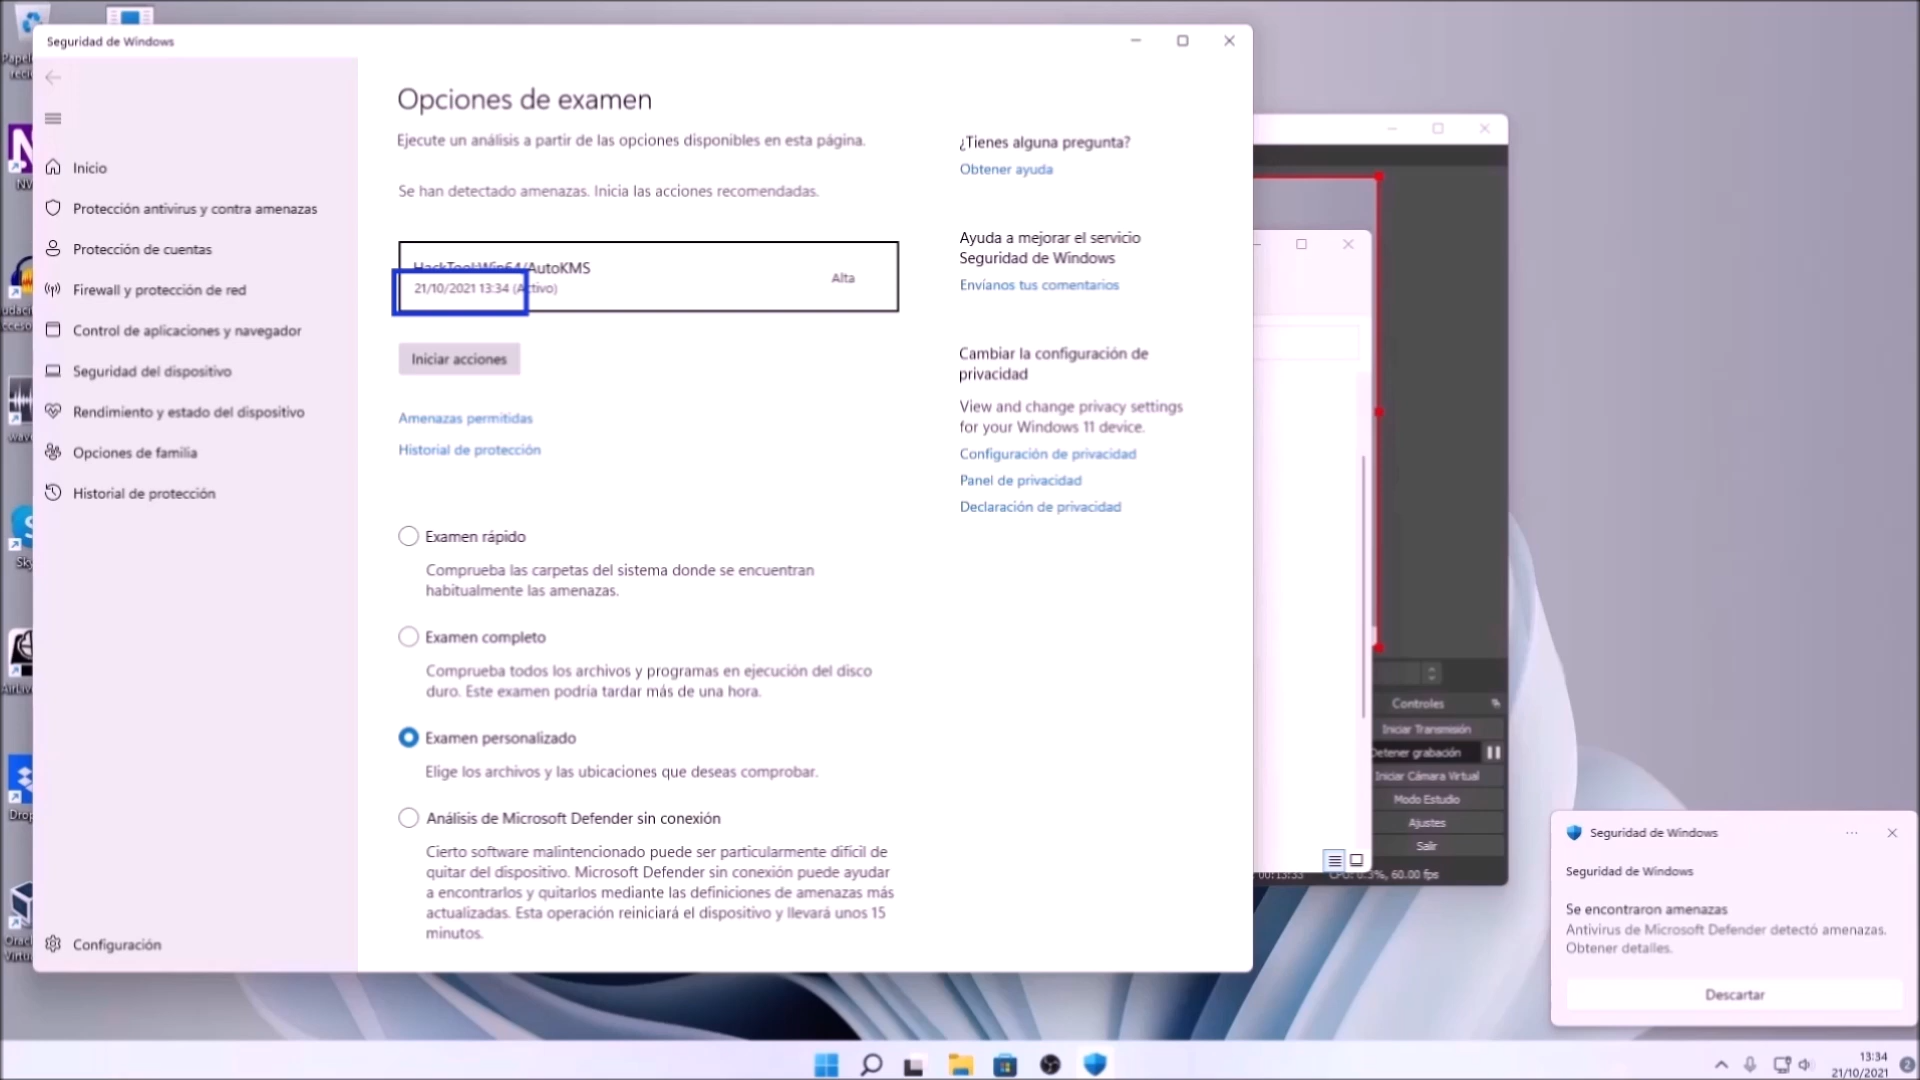 Seguridad de Windows
Inicio
Protección antivirus y contra amenazas
Protección de cuentas
Firewall y protección de red
Control de aplicaciones y navegador
Seguridad del dispositivo
Rendimiento y estado del dispositivo
Opciones de familia
Historial de protección
Configuración
Opciones de examen
Ejecute un análisis a partir de las opciones disponibles en esta página.
Se han detectado amenazas. Inicia las acciones recomendadas.
HackTool:Win64/AutoKMS
21/10/2021 13:34 (Activo)
Alta
Iniciar acciones
Amenazas permitidas
Historial de protección
Examen rápido
Comprueba las carpetas del sistema donde se encuentran
habitualmente las amenazas.
Examen completo
Comprueba todos los archivos y programas en ejecución del disco
duro. Este examen podría tardar más de una hora.
Examen personalizado
Elige los archivos y las ubicaciones que deseas comprobar.
Análisis de Microsoft Defender sin conexión
Cierto software malintencionado puede ser particularmente difícil de
quitar del dispositivo. Microsoft Defender sin conexión puede ayudar
a encontrarlos y quitarlos mediante las definiciones de amenazas más
actualizadas. Esta operación reiniciará el dispositivo y llevará unos 15
minutos.
¿Tienes alguna pregunta?
Obtener ayuda
Ayuda a mejorar el servicio
Seguridad de Windows
Envíanos tus comentarios
Cambiar la configuración de
privacidad
View and change privacy settings
for your Windows 11 device.
Configuración de privacidad
Panel de privacidad
Declaración de privacidad
Controles
Iniciar Transmisión
Detener grabación
Iniciar Cámara Virtual
Modo Estudio
Ajustes
Salir
00:13:33
CPU: 0.3%, 60.00 fps
Seguridad de Windows
Seguridad de Windows
Se encontraron amenazas
Antivirus de Microsoft Defender detectó amenazas.
Obtener detalles.
Descartar
13:34
21/10/2021
2